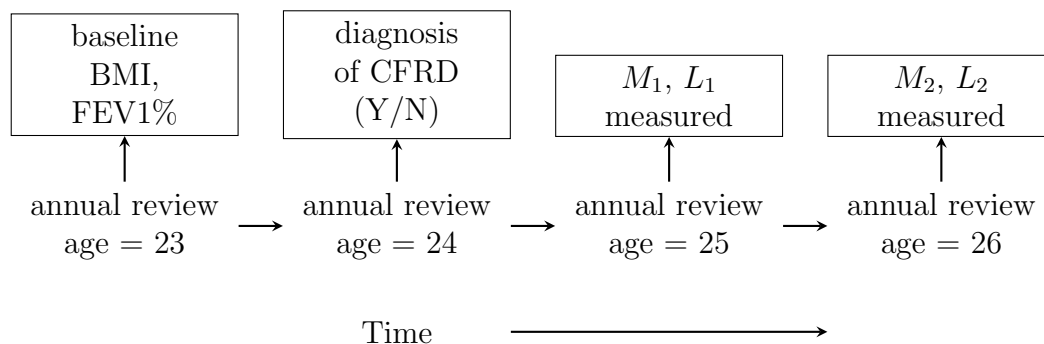 baseline
BMI,
FEV1%
diagnosis
of CFRD
(Y/N)
M₁, L₁
measured
M₂, L₂
measured
annual review
age = 23
annual review
age = 24
annual review
age = 25
annual review
age = 26
Time